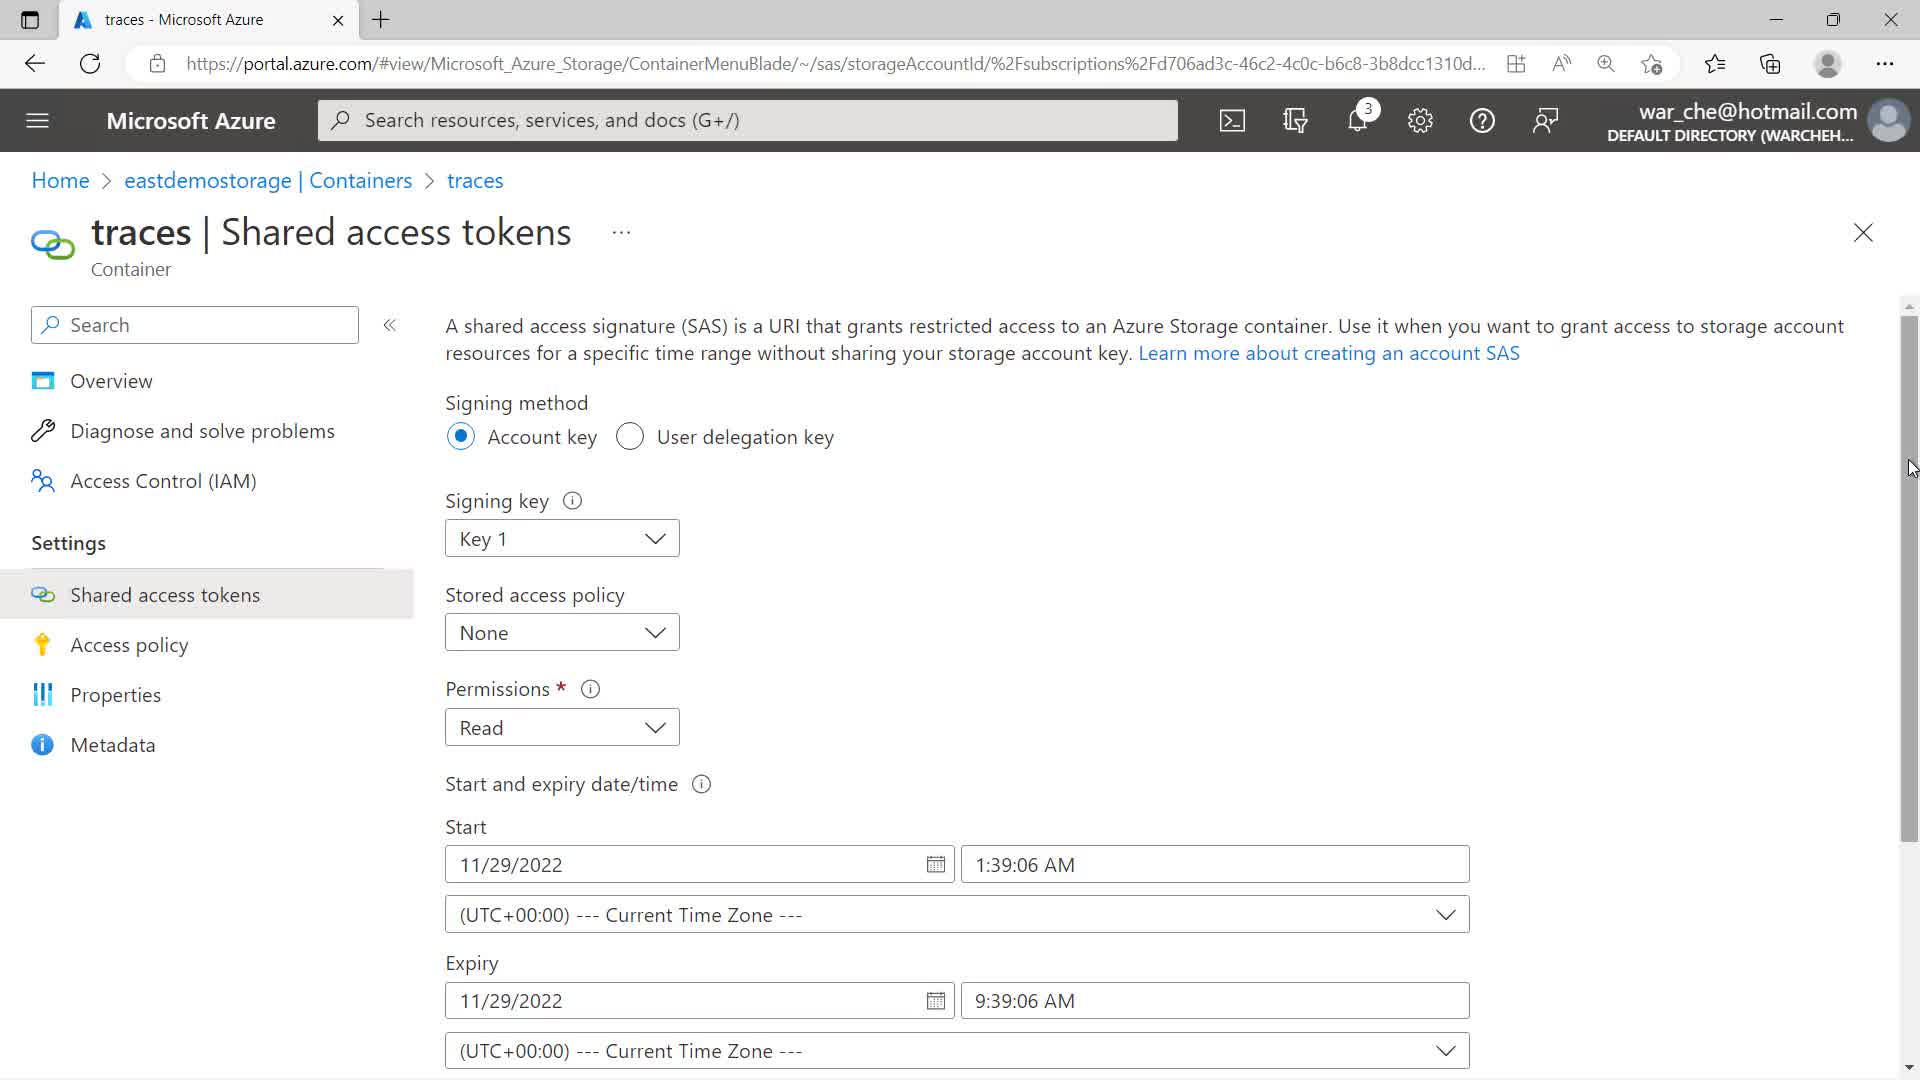 traces - Microsoft Azure
https://portal.azure.com/#view/Microsoft_Azure_Storage/ContainerMenuBlade/~/sas/storageAccountId/%2Fsubscriptions%2Fd706ad3c-46c2-4c0c-b6c8-3b8dcc1310d...
Microsoft Azure
Search resources, services, and docs (G+/)
3
war_che@hotmail.com
DEFAULT DIRECTORY (WARCHEH...
Home > eastdemostorage | Containers > traces
traces | Shared access tokens ...
Container
Search
Overview
Diagnose and solve problems
Access Control (IAM)
Settings
Shared access tokens
Access policy
Properties
Metadata
A shared access signature (SAS) is a URI that grants restricted access to an Azure Storage container. Use it when you want to grant access to storage account
resources for a specific time range without sharing your storage account key. Learn more about creating an account SAS
Signing method
Account key
User delegation key
Signing key
Key 1
Stored access policy
None
Permissions *
Read
Start and expiry date/time
Start
11/29/2022
1:39:06 AM
(UTC+00:00) --- Current Time Zone ---
Expiry
11/29/2022
9:39:06 AM
(UTC+00:00) --- Current Time Zone ---